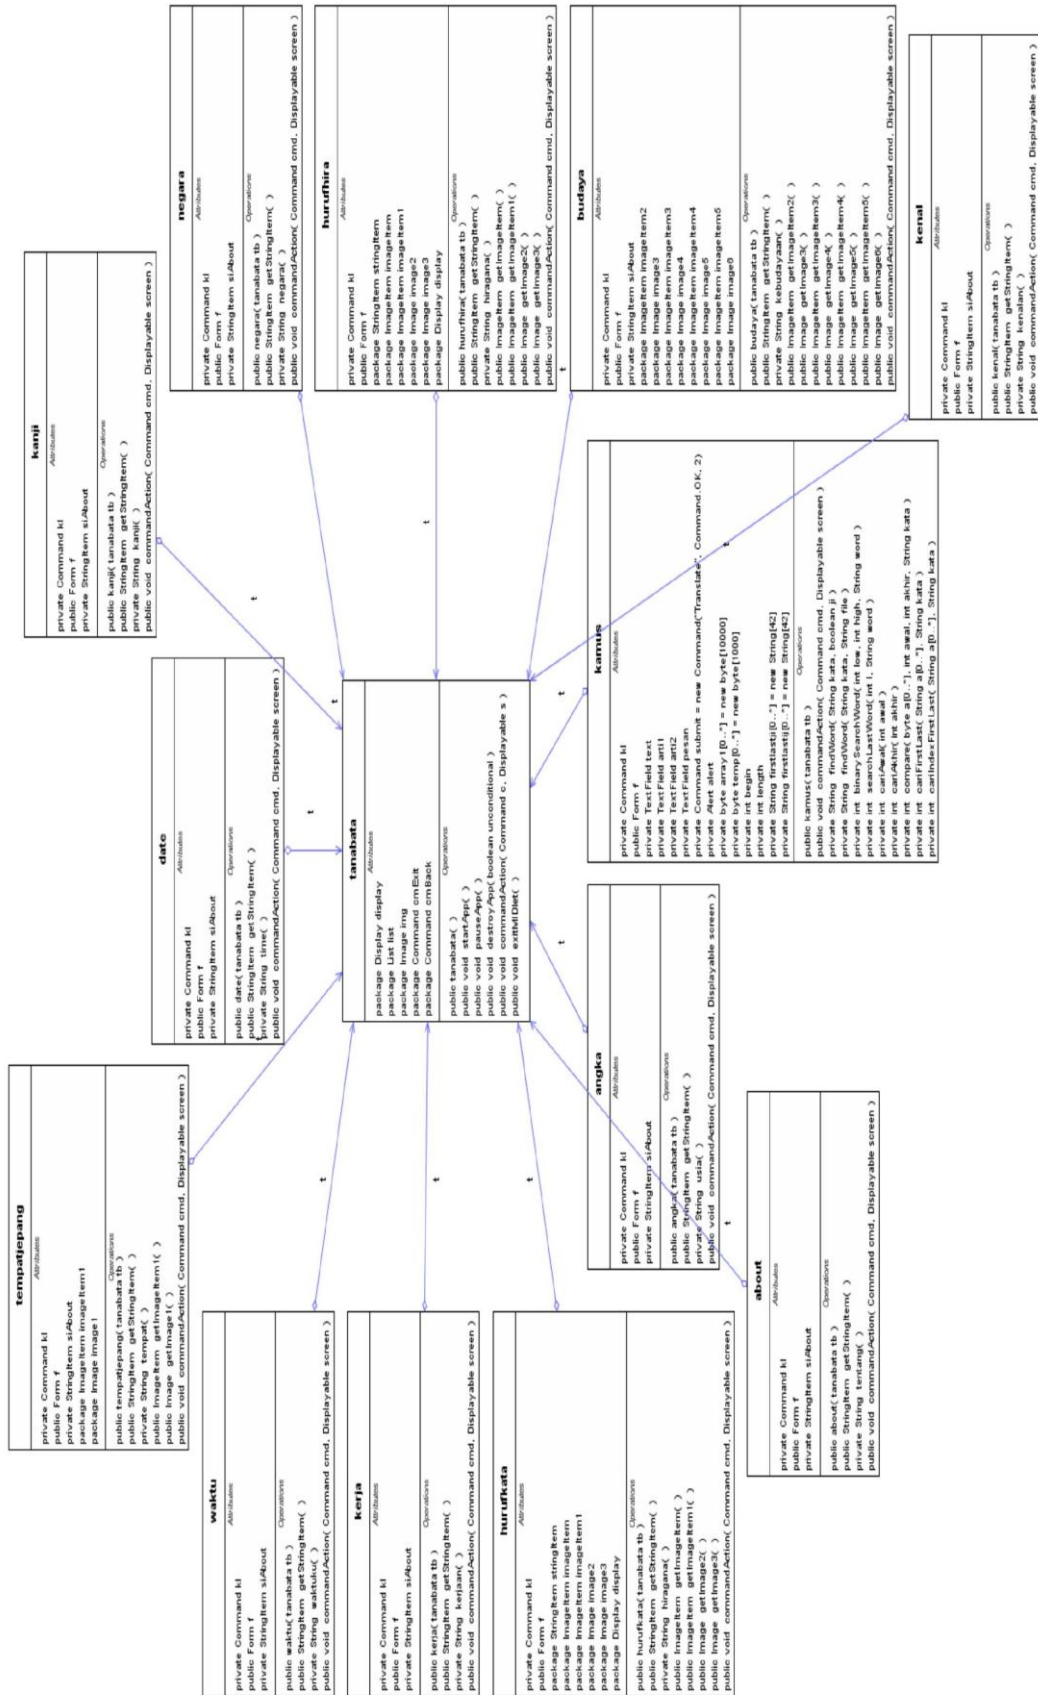 tempatjepang
Attributes
private Command kl
public Form f
private StringItem siAbout
package ImageItem imageItem1
package Image image1
Operations
public tempatjepang( tanabata tb )
public StringItem getStringItem( )
private String tempat( )
public ImageItem getImageItem1( )
public Image getImage1( )
public void commandAction( Command cmd, Displayable screen )
date
Attributes
private Command kl
public Form f
private StringItem siAbout
Operations
public date( tanabata tb )
public StringItem getStringItem( )
private String time( )
public void commandAction( Command cmd, Displayable screen )
kanji
Attributes
private Command kl
public Form f
private StringItem siAbout
Operations
public kanji( tanabata tb )
public StringItem getStringItem( )
private String kanji( )
public void commandAction( Command cmd, Displayable screen )
waktu
Attributes
private Command kl
public Form f
private StringItem siAbout
Operations
public waktu( tanabata tb )
public StringItem getStringItem( )
private String waktuku( )
public void commandAction( Command cmd, Displayable screen )
kerja
Attributes
private Command kl
public Form f
private StringItem siAbout
Operations
public kerja( tanabata tb )
public StringItem getStringItem( )
private String kerjaan( )
public void commandAction( Command cmd, Displayable screen )
hurufkata
Attributes
private Command kl
public Form f
package StringItem stringItem
package ImageItem imageItem
package ImageItem imageItem1
package Image image2
package Image image3
package Display display
Operations
public hurufkata( tanabata tb )
public StringItem getStringItem( )
private String hiragana( )
public ImageItem getImageItem( )
public ImageItem getImageItem1( )
public Image getImage2( )
public Image getImage3( )
public void commandAction( Command cmd, Displayable screen )
tanabata
Attributes
package Display display
package List list
package Image img
package Command cmExit
package Command cmBack
Operations
public tanabata( )
public void startApp( )
public void pauseApp( )
public void destroyApp( boolean unconditional )
public void commandAction( Command c, Displayable s )
public void exitMIDlet( )
negara
Attributes
private Command kl
public Form f
private StringItem siAbout
Operations
public negara( tanabata tb )
public StringItem getStringItem( )
private String negara( )
public void commandAction( Command cmd, Displayable screen )
hurufhira
Attributes
private Command kl
public Form f
package StringItem stringItem
package ImageItem imageItem
package ImageItem imageItem1
package Image image2
package Image image3
package Display display
Operations
public hurufhira( tanabata tb )
public StringItem getStringItem( )
private String hiragana( )
public ImageItem getImageItem( )
public ImageItem getImageItem1( )
public Image getImage2( )
public Image getImage3( )
public void commandAction( Command cmd, Displayable screen )
budaya
Attributes
private Command kl
public Form f
private StringItem siAbout
package ImageItem imageItem2
package Image image3
package ImageItem imageItem3
package Image image4
package ImageItem imageItem4
package Image image5
package ImageItem imageItem5
package Image image6
Operations
public budaya( tanabata tb )
public StringItem getStringItem( )
private String kebudayaan( )
public ImageItem getImageItem2( )
public Image getImage3( )
public ImageItem getImageItem3( )
public Image getImage4( )
public ImageItem getImageItem4( )
public Image getImage5( )
public ImageItem getImageItem5( )
public Image getImage6( )
public void commandAction( Command cmd, Displayable screen )
angka
Attributes
private Command kl
public Form f
private StringItem siAbout
Operations
public angka( tanabata tb )
public StringItem getStringItem( )
private String usia( )
public void commandAction( Command cmd, Displayable screen )
kamus
Attributes
private Command kl
public Form f
private TextField text
private TextField arti1
private TextField arti2
private TextField pesan
private Command submit = new Command("Translate", Command.OK, 2)
private Alert alert
private byte array1[0..*] = new byte[10000]
private byte temp[0..*] = new byte[1000]
private int begin
private int length
private String firstlastji[0..*] = new String[42]
private String firstlastij[0..*] = new String[42]
Operations
public kamus( tanabata tb )
public void commandAction( Command cmd, Displayable screen )
private String findWord( String kata, boolean ji )
private String findWord( String kata, String file )
private int binarySearchWord( int low, int high, String word )
private int searchLastWord( int l, String word )
private int cariAwal( int awal )
private int cariAkhir( int akhir )
private int compare( byte a[0..*], int awal, int akhir, String kata )
private int cariFirstLast( String a[0..*], String kata )
private int cariIndexFirstLast( String a[0..*], String kata )
about
Attributes
private Command kl
public Form f
private StringItem siAbout
Operations
public about( tanabata tb )
public StringItem getStringItem( )
private String tentang( )
public void commandAction( Command cmd, Displayable screen )
kenal
Attributes
private Command kl
public Form f
private StringItem siAbout
Operations
public kenal( tanabata tb )
public StringItem getStringItem( )
private String kenalan( )
public void commandAction( Command cmd, Displayable screen )
t
t
t
t
t
t
t
t
t
t
t
t